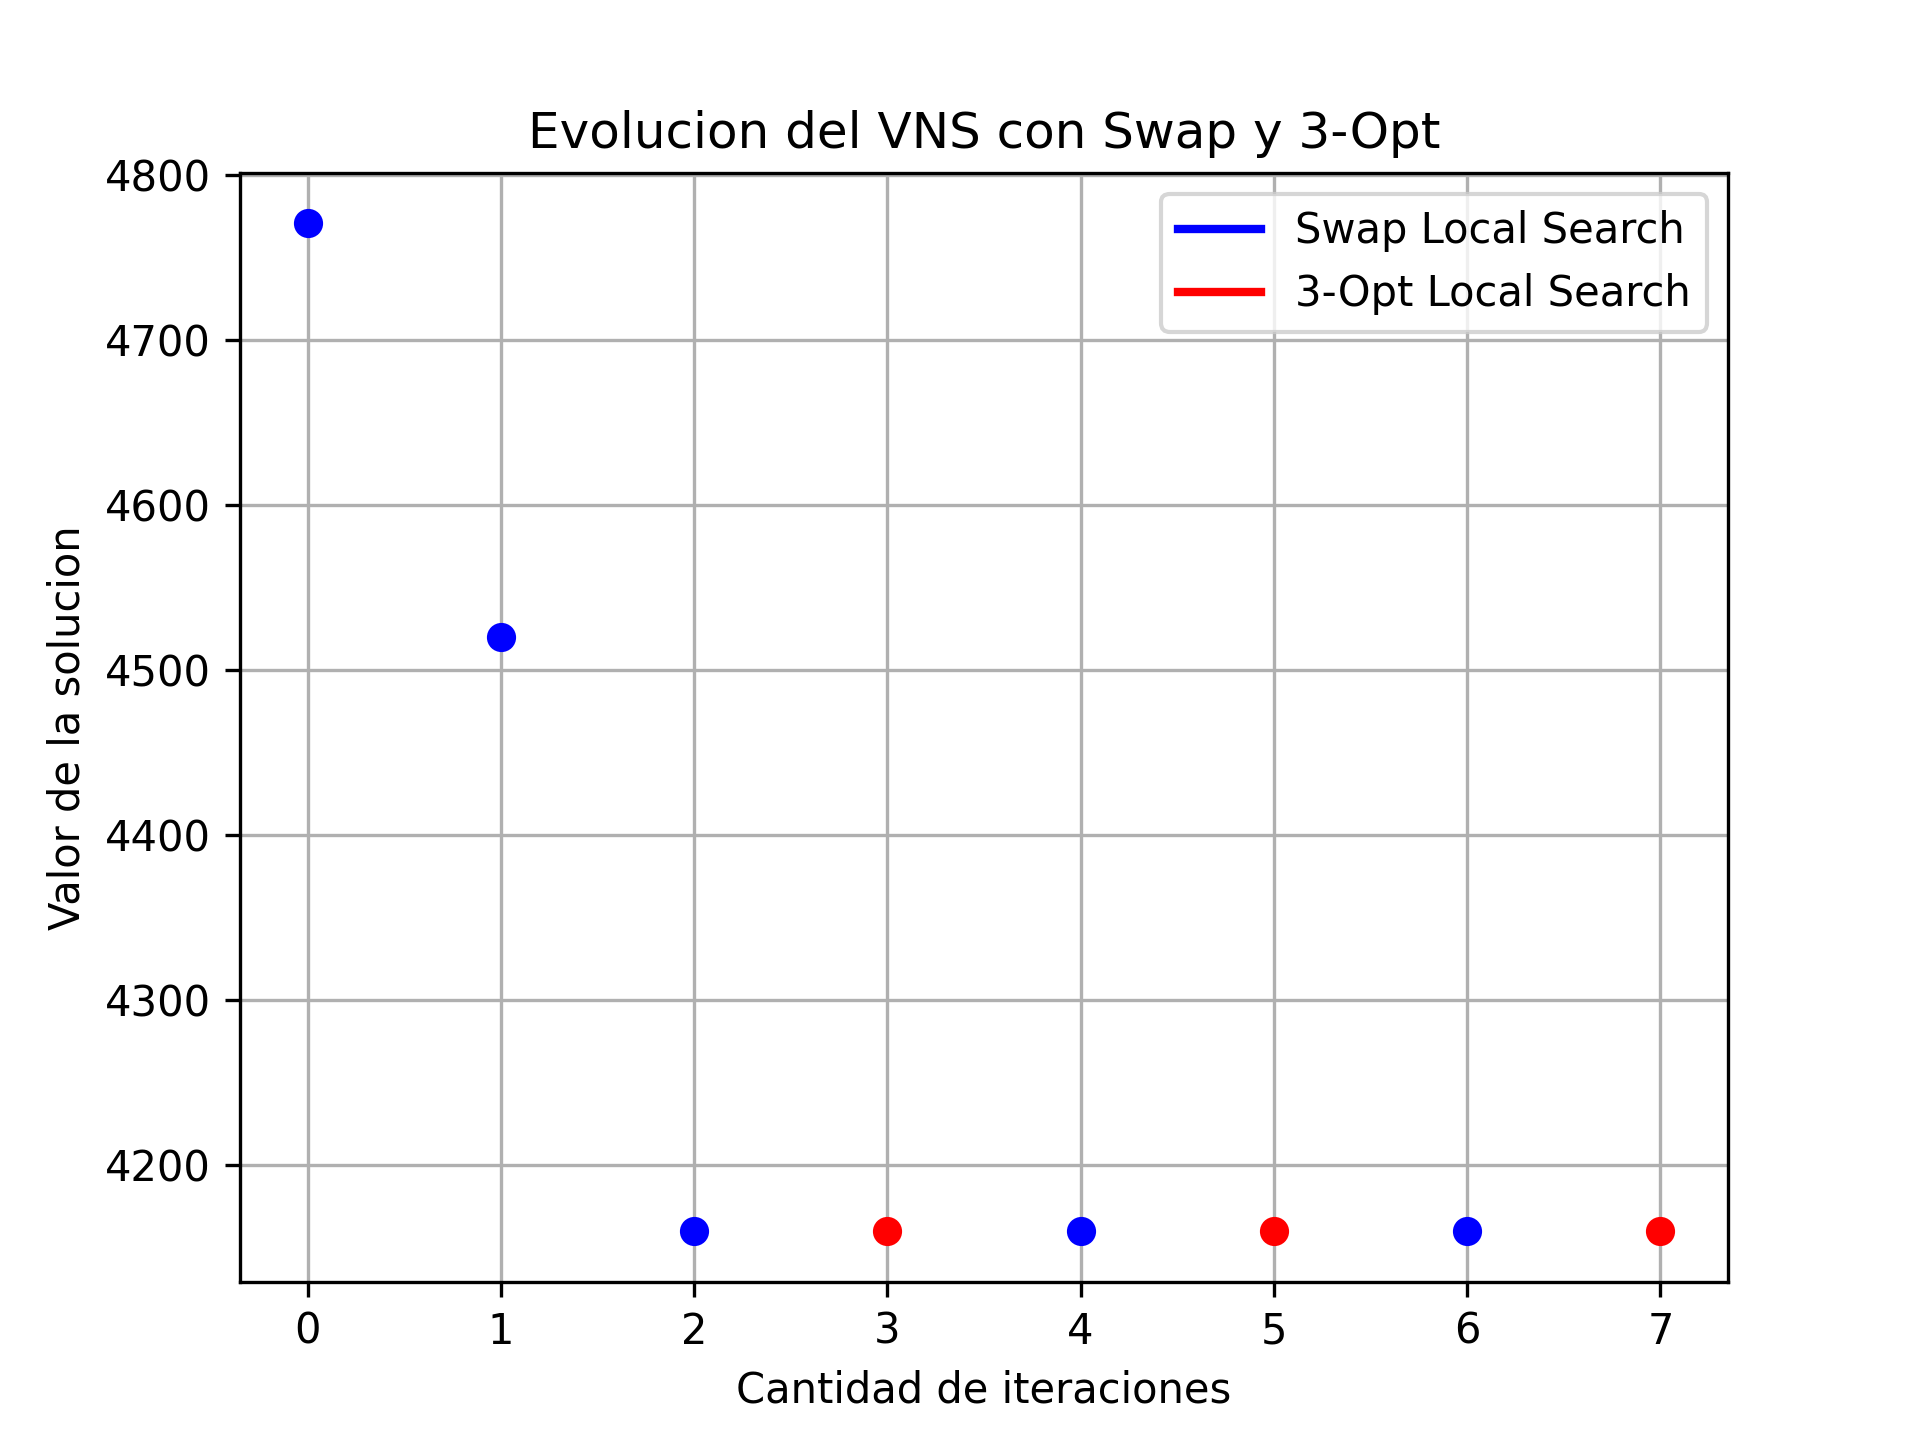 Evolucion del VNS con Swap y 3-Opt
Swap Local Search
3-Opt Local Search
Valor de la solucion
4800
4700
4600
4500
4400
4300
4200
0 1 2 3 4 5 6 7
Cantidad de iteraciones